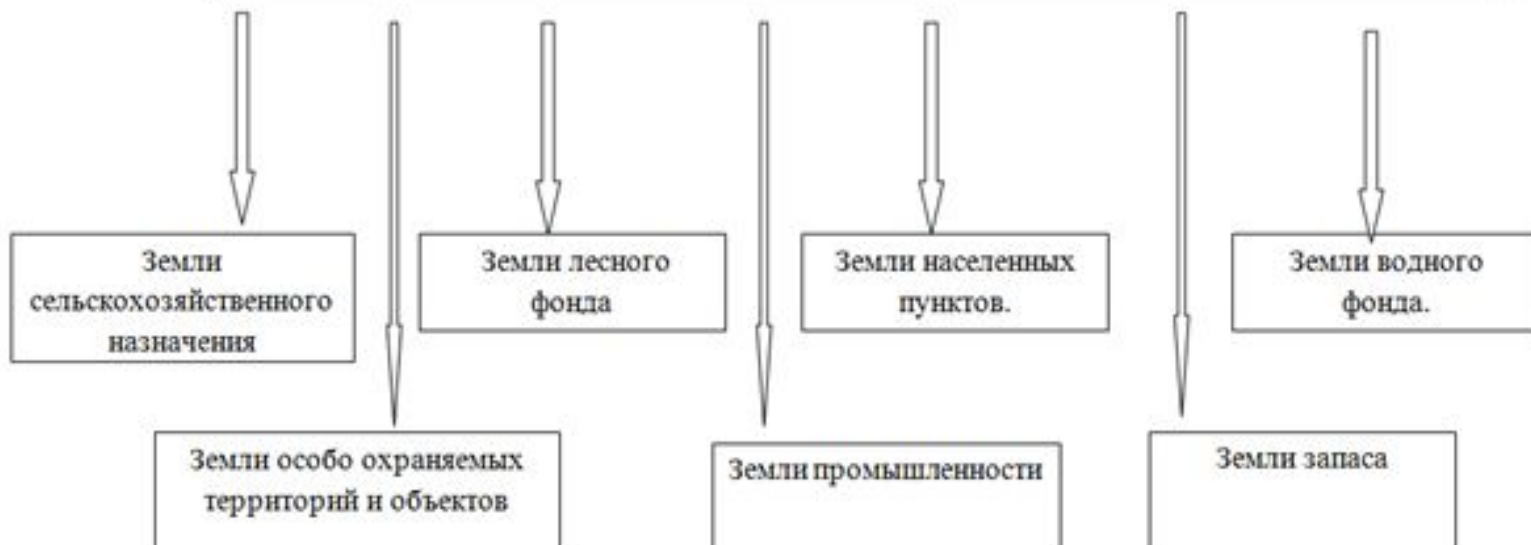 Земли
сельскохозяйственного
назначения
Земли лесного
фонда
Земли населенных
пунктов.
Земли водного
фонда.
Земли особо охраняемых
территорий и объектов
Земли промышленности
Земли запаса